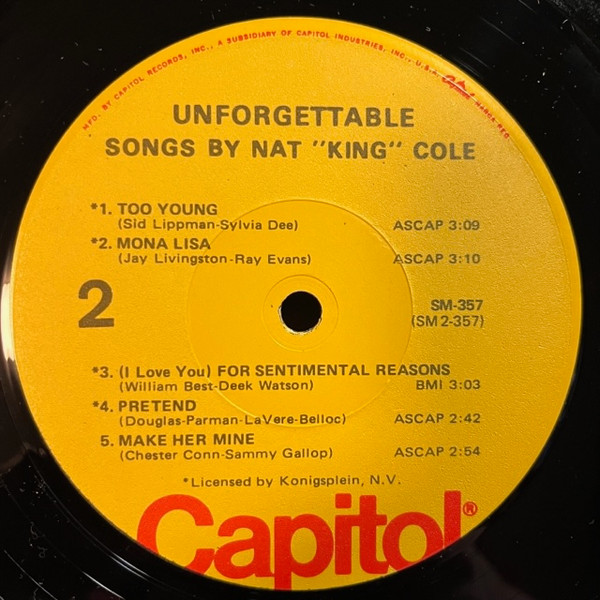 MFD. BY CAPITOL RECORDS, INC., A SUBSIDIARY OF CAPITOL INDUSTRIES, INC., U.S.A.
Capitol MARCA REG.
UNFORGETTABLE
SONGS BY NAT "KING" COLE
*1. TOO YOUNG
(Sid Lippman-Sylvia Dee) ASCAP 3:09
*2. MONA LISA
(Jay Livingston-Ray Evans) ASCAP 3:10
2
SM-357
(SM2-357)
*3. (I Love You) FOR SENTIMENTAL REASONS
(William Best-Deek Watson) BMI 3:03
*4. PRETEND
(Douglas-Parman-LaVere-Belloc) ASCAP 2:42
5. MAKE HER MINE
(Chester Conn-Sammy Gallop) ASCAP 2:54
*Licensed by Konigsplein, N.V.
Capitol®